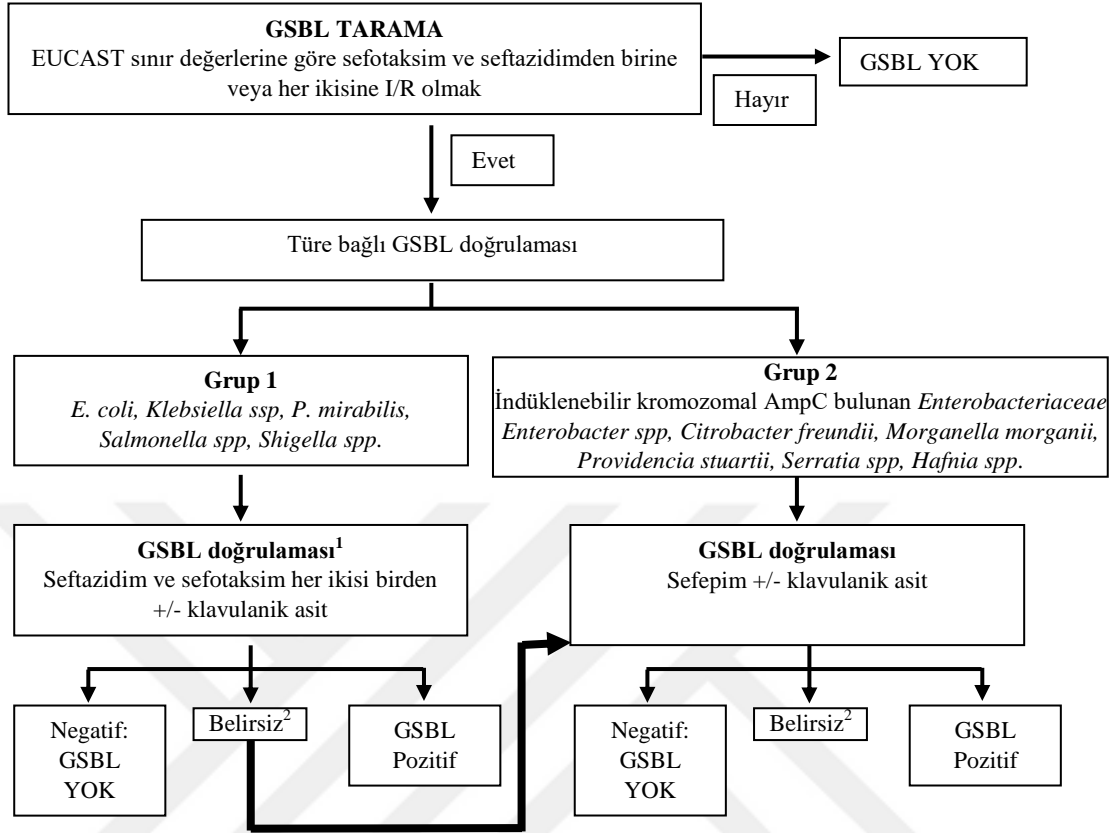 GSBL TARAMA
EUCAST sınır değerlerine göre sefotaksim ve seftazidimden birine
veya her ikisine I/R olmak
GSBL YOK
Hayır
Evet
Türe bağlı GSBL doğrulaması
Grup 1
E. coli, Klebsiella ssp, P. mirabilis,
Salmonella spp, Shigella spp.
Grup 2
İndüklenebilir kromozomal AmpC bulunan Enterobacteriaceae
Enterobacter spp, Citrobacter freundii, Morganella morganii,
Providencia stuartii, Serratia spp, Hafnia spp.
GSBL doğrulaması¹
Seftazidim ve sefotaksim her ikisi birden
+/- klavulanik asit
GSBL doğrulaması
Sefepim +/- klavulanik asit
Negatif:
GSBL
YOK
Belirsiz²
GSBL
Pozitif
Negatif:
GSBL
YOK
Belirsiz²
GSBL
Pozitif